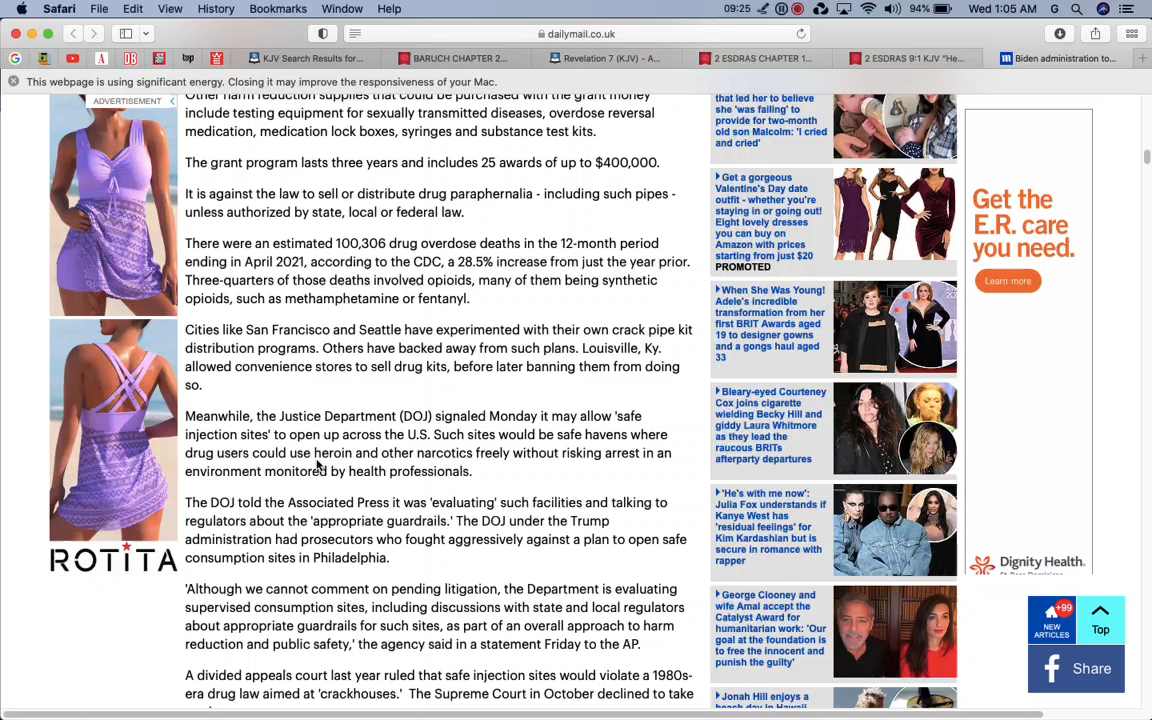 Safari File Edit View History Bookmarks Window Help 09:25 94% Wed 1:05 AM G
dailymail.co.uk
KJV Search Results for...
BARUCH CHAPTER 2...
Revelation 7 (KJV) - A...
2 ESDRAS CHAPTER 1...
2 ESDRAS 9:1 KJV "He...
Biden administration to...
This webpage is using significant energy. Closing it may improve the responsiveness of your Mac.
ADVERTISEMENT
ROTITA
Other harm reduction supplies that could be purchased with the grant money
include testing equipment for sexually transmitted diseases, overdose reversal
medication, medication lock boxes, syringes and substance test kits.
The grant program lasts three years and includes 25 awards of up to $400,000.
It is against the law to sell or distribute drug paraphernalia - including such pipes -
unless authorized by state, local or federal law.
There were an estimated 100,306 drug overdose deaths in the 12-month period
ending in April 2021, according to the CDC, a 28.5% increase from just the year prior.
Three-quarters of those deaths involved opioids, many of them being synthetic
opioids, such as methamphetamine or fentanyl.
Cities like San Francisco and Seattle have experimented with their own crack pipe kit
distribution programs. Others have backed away from such plans. Louisville, Ky.
allowed convenience stores to sell drug kits, before later banning them from doing
so.
Meanwhile, the Justice Department (DOJ) signaled Monday it may allow 'safe
injection sites' to open up across the U.S. Such sites would be safe havens where
drug users could use heroin and other narcotics freely without risking arrest in an
environment monitored by health professionals.
The DOJ told the Associated Press it was 'evaluating' such facilities and talking to
regulators about the 'appropriate guardrails.' The DOJ under the Trump
administration had prosecutors who fought aggressively against a plan to open safe
consumption sites in Philadelphia.
'Although we cannot comment on pending litigation, the Department is evaluating
supervised consumption sites, including discussions with state and local regulators
about appropriate guardrails for such sites, as part of an overall approach to harm
reduction and public safety,' the agency said in a statement Friday to the AP.
A divided appeals court last year ruled that safe injection sites would violate a 1980s-
era drug law aimed at 'crackhouses.' The Supreme Court in October declined to take
that led her to believe
she 'was failing' to
provide for two-month
old son Malcolm: 'I cried
and cried'
Get a gorgeous
Valentine's Day date
outfit - whether you're
staying in or going out!
Eight lovely dresses
you can buy on
Amazon with prices
starting from just $20
PROMOTED
When She Was Young!
Adele's incredible
transformation from her
first BRIT Awards aged
19 to designer gowns
and a gongs haul aged
33
Bleary-eyed Courteney
Cox joins cigarette
wielding Becky Hill and
giddy Laura Whitmore
as they lead the
raucous BRITs
afterparty departures
'He's with me now':
Julia Fox understands if
Kanye West has
'residual feelings' for
Kim Kardashian but is
secure in romance with
rapper
George Clooney and
wife Amal accept the
Catalyst Award for
humanitarian work: 'Our
goal at the foundation is
to free the innocent and
punish the guilty'
Jonah Hill enjoys a
beach day in Hawaii
Get the
E.R. care
you need.
Learn more
Dignity Health.
+99
NEW
ARTICLES
Top
Share